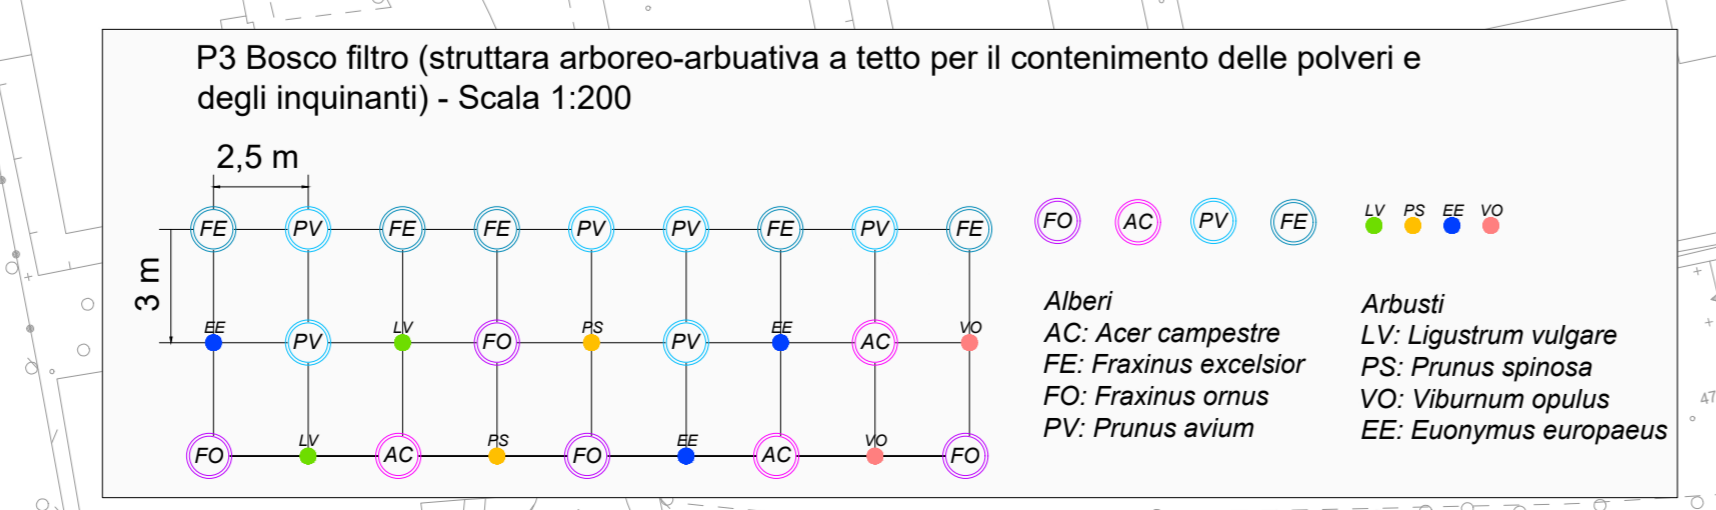 P3 Bosco filtro (struttara arboreo-arbuativa a tetto per il contenimento delle polveri e
degli inquinanti) - Scala 1:200
2,5 m
3 m
FE PV FE FE PV PV FE PV FE
EE PV LV FO PS PV EE AC VO
FO LV AC PS FO EE AC VO FO
FO AC PV FE
LV PS EE VO
Alberi
AC: Acer campestre
FE: Fraxinus excelsior
FO: Fraxinus ornus
PV: Prunus avium
Arbusti
LV: Ligustrum vulgare
PS: Prunus spinosa
VO: Viburnum opulus
EE: Euonymus europaeus